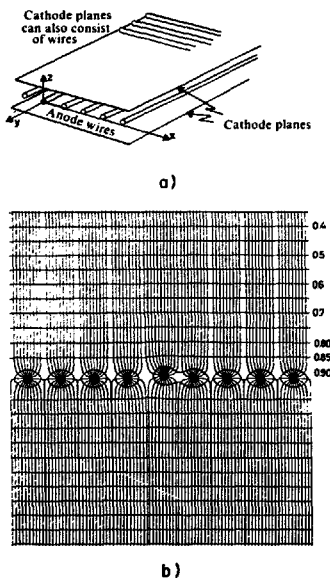 Cathode planes
can also consist
of wires
z
y
Anode wires
x
Cathode planes
a)
0.4
0.5
0.6
0.7
0.80
0.85
0.90
b)